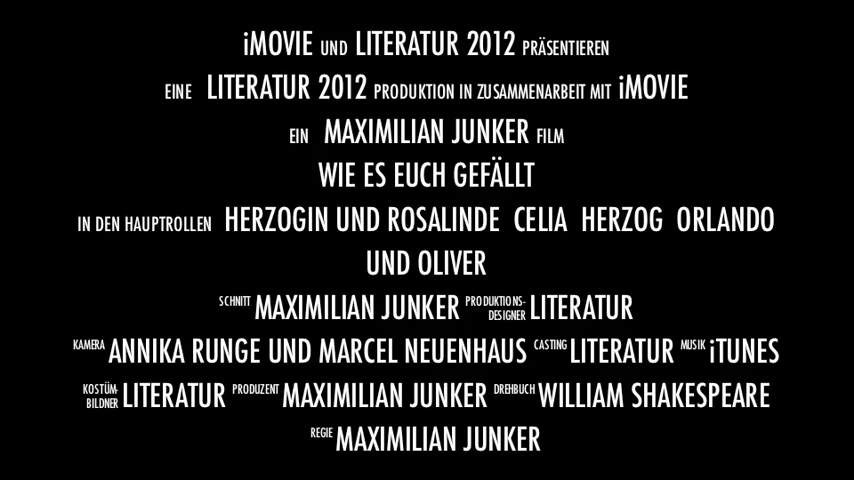 iMOVIE UND LITERATUR 2012 PRÄSENTIEREN
EINE LITERATUR 2012 PRODUKTION IN ZUSAMMENARBEIT MIT iMOVIE
EIN MAXIMILIAN JUNKER FILM
WIE ES EUCH GEFÄLLT
IN DEN HAUPTROLLEN HERZOGIN UND ROSALINDE CELIA HERZOG ORLANDO
UND OLIVER
SCHNITT MAXIMILIAN JUNKER PRODUKTIONS-DESIGNER LITERATUR
KAMERA ANNIKA RUNGE UND MARCEL NEUENHAUS CASTING LITERATUR MUSIK iTUNES
KOSTÜM-BILDNER LITERATUR PRODUZENT MAXIMILIAN JUNKER DREHBUCH WILLIAM SHAKESPEARE
REGIE MAXIMILIAN JUNKER